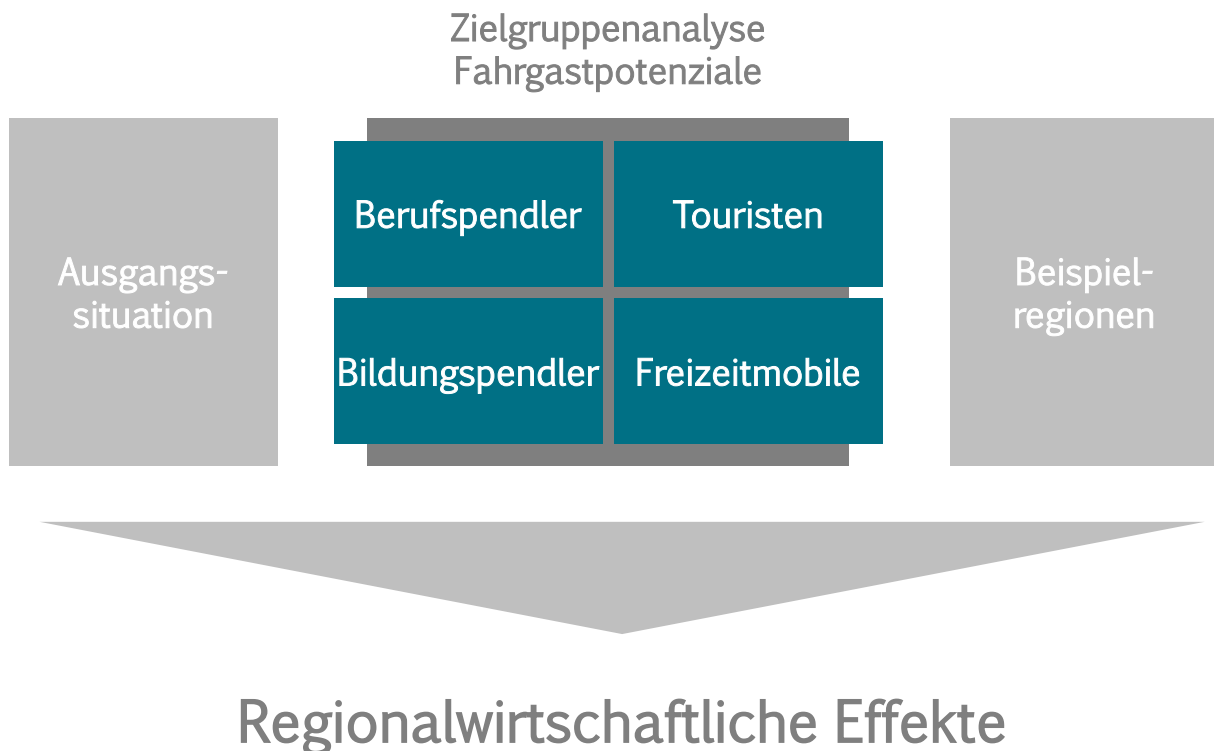 Zielgruppenanalyse
Fahrgastpotenziale
Ausgangs-
situation
Berufspendler
Touristen
Bildungspendler
Freizeitmobile
Beispiel-
regionen
Regionalwirtschaftliche Effekte